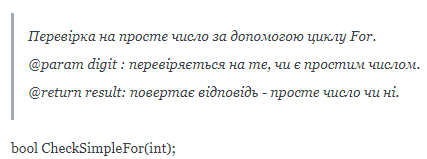 Перевірка на просте число за допомогою циклу For.
@param digit : перевіряється на те, чи є простим числом.
@return result: повертає відповідь - просте число чи ні.
bool CheckSimpleFor(int);